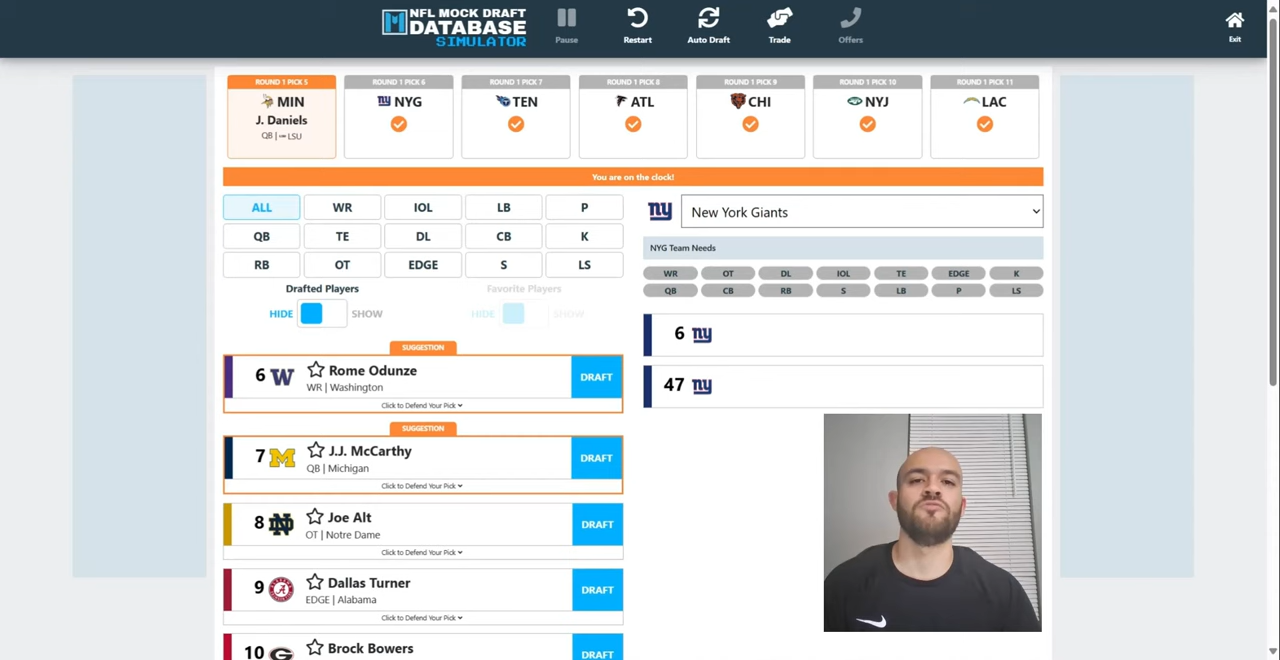 NFL MOCK DRAFT
DATABASE
SIMULATOR
Pause
Restart
Auto Draft
Trade
Offers
Exit
ROUND 1 PICK 5
MIN
J. Daniels
QB | LSU
ROUND 1 PICK 6
NYG
ROUND 1 PICK 7
TEN
ROUND 1 PICK 8
ATL
ROUND 1 PICK 9
CHI
ROUND 1 PICK 10
NYJ
ROUND 1 PICK 11
LAC
You are on the clock!
ALL WR IOL LB P
QB TE DL CB K
RB OT EDGE S LS
Drafted Players
HIDE SHOW
Favorite Players
HIDE SHOW
SUGGESTION
6 W Rome Odunze
WR | Washington
DRAFT
Click to Defend Your Pick
SUGGESTION
7 M J.J. McCarthy
QB | Michigan
DRAFT
Click to Defend Your Pick
8 ND Joe Alt
OT | Notre Dame
DRAFT
Click to Defend Your Pick
9 A Dallas Turner
EDGE | Alabama
DRAFT
Click to Defend Your Pick
10 G Brock Bowers
DRAFT
ny New York Giants
NYG Team Needs
WR OT DL IOL TE EDGE K
QB CB RB S LB P LS
6 ny
47 ny